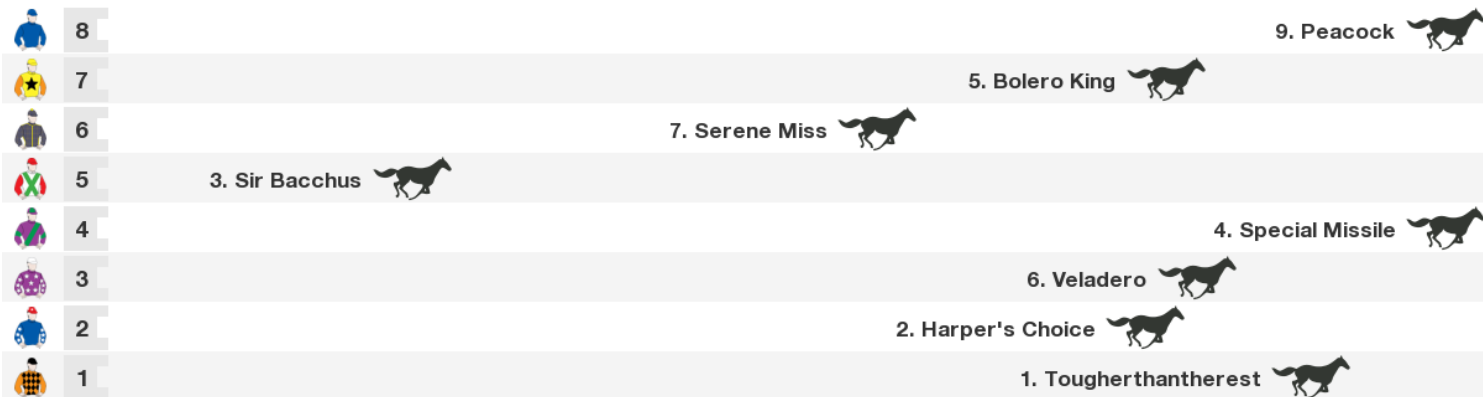 8 9. Peacock
7 5. Bolero King
6 7. Serene Miss
5 3. Sir Bacchus
4 4. Special Missile
3 6. Veladero
2 2. Harper's Choice
1 1. Tougherthantherest